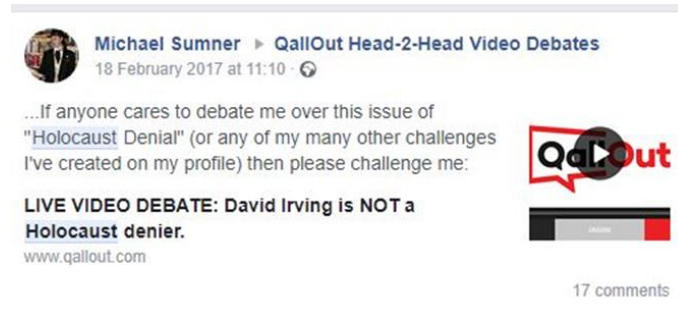 Michael Sumner ▸ QallOut Head-2-Head Video Debates
18 February 2017 at 11:10 ·
...If anyone cares to debate me over this issue of
"Holocaust Denial" (or any of my many other challenges
I've created on my profile) then please challenge me:
QallOut
LIVE VIDEO DEBATE: David Irving is NOT a
Holocaust denier.
www.qallout.com
17 comments